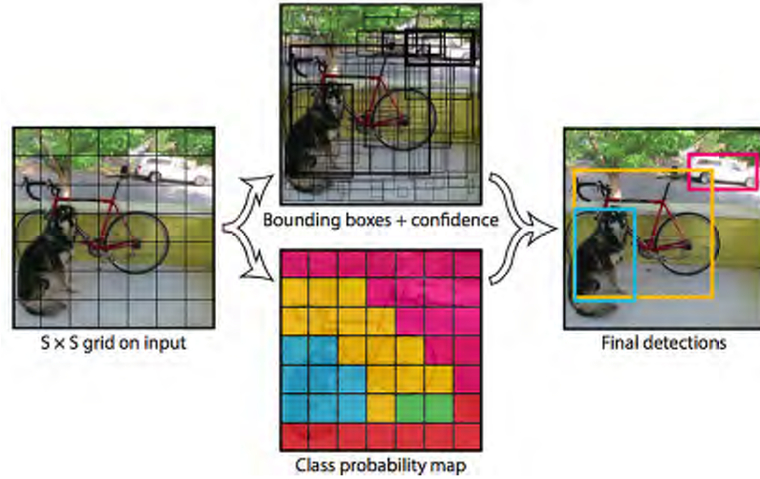 Bounding boxes + confidence
S × S grid on input
Final detections
Class probability map